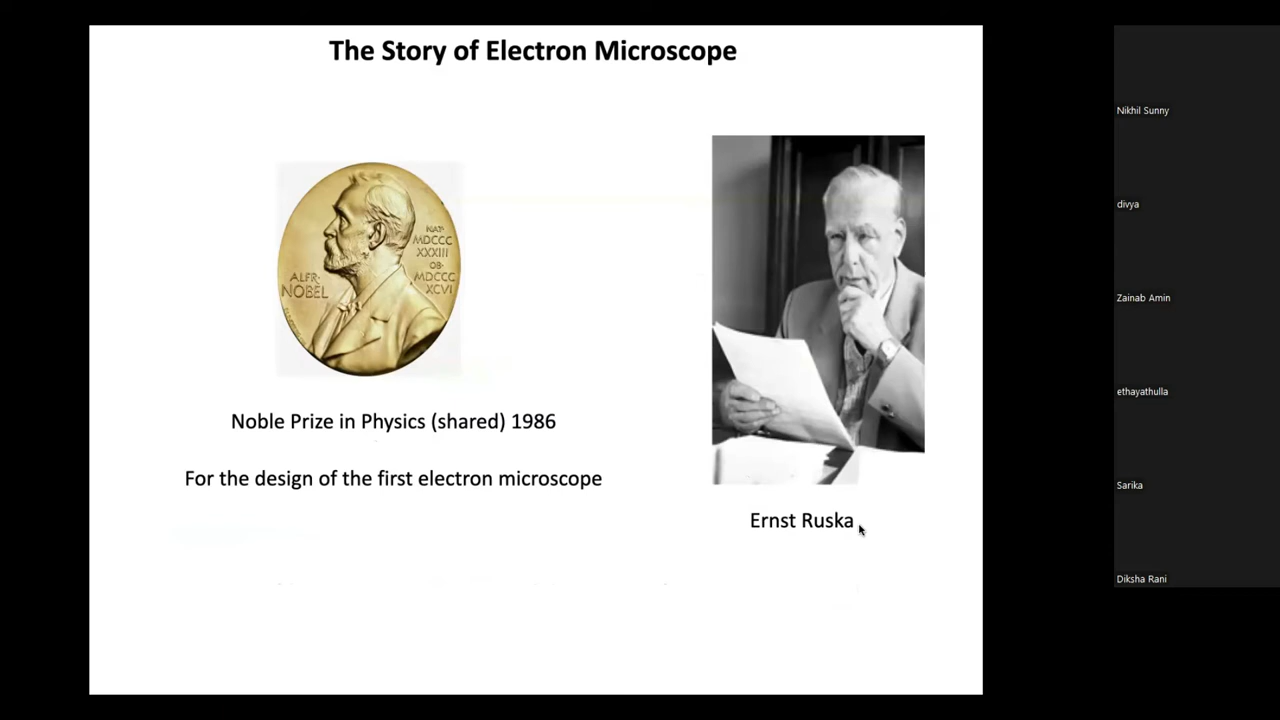 The Story of Electron Microscope
NAT·
MDCCC
XXXIII
OB·
MDCCC
XCVI
ALFR·
NOBEL
Noble Prize in Physics (shared) 1986
For the design of the first electron microscope
Ernst Ruska
Nikhil Sunny
divya
Zainab Amin
ethayathulla
Sarika
Diksha Rani